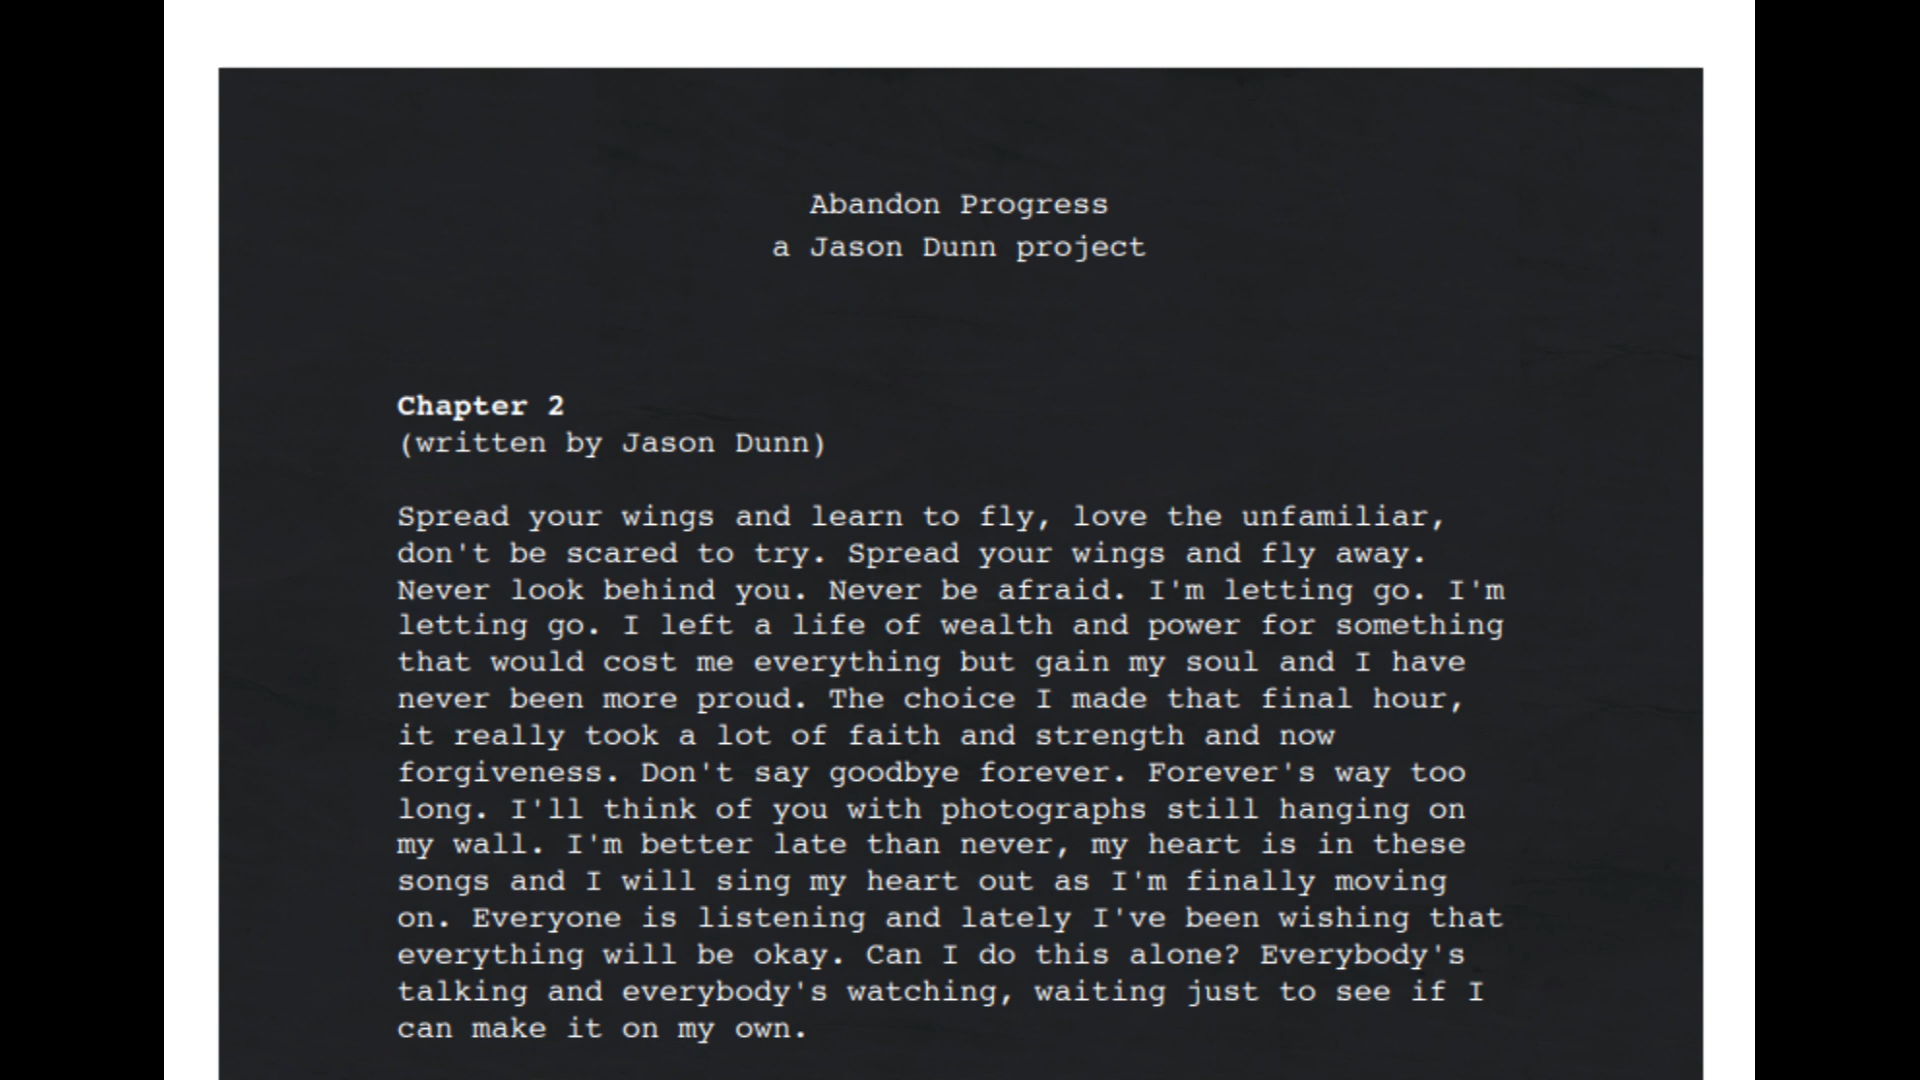 Abandon Progress
a Jason Dunn project
Chapter 2
(written by Jason Dunn)
Spread your wings and learn to fly, love the unfamiliar,
don't be scared to try. Spread your wings and fly away.
Never look behind you. Never be afraid. I'm letting go. I'm
letting go. I left a life of wealth and power for something
that would cost me everything but gain my soul and I have
never been more proud. The choice I made that final hour,
it really took a lot of faith and strength and now
forgiveness. Don't say goodbye forever. Forever's way too
long. I'll think of you with photographs still hanging on
my wall. I'm better late than never, my heart is in these
songs and I will sing my heart out as I'm finally moving
on. Everyone is listening and lately I've been wishing that
everything will be okay. Can I do this alone? Everybody's
talking and everybody's watching, waiting just to see if I
can make it on my own.